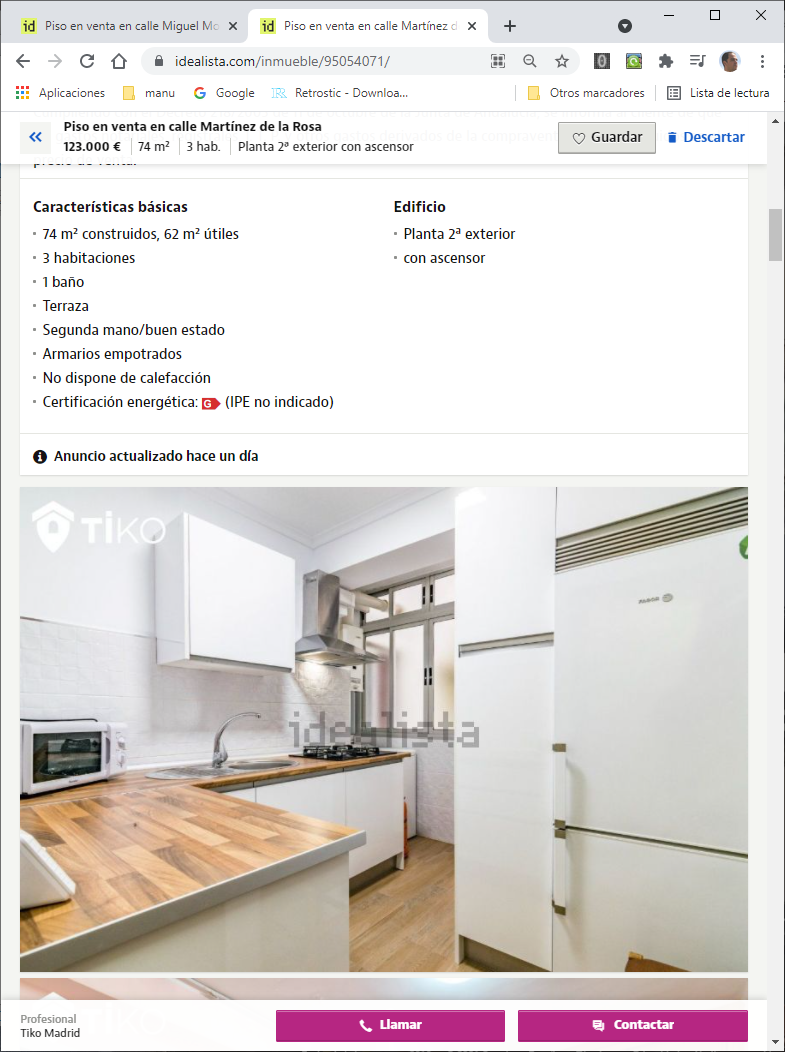 Piso en venta en calle Miguel Mo
Piso en venta en calle Martínez d
idealista.com/inmueble/95054071/
Aplicaciones
manu
Google
Retrostic - Downloa...
Otros marcadores
Lista de lectura
Piso en venta en calle Martínez de la Rosa
123.000 € 74 m² 3 hab. Planta 2ª exterior con ascensor
Guardar
Descartar
precio de venta.
Características básicas
74 m² construidos, 62 m² útiles
3 habitaciones
1 baño
Terraza
Segunda mano/buen estado
Armarios empotrados
No dispone de calefacción
Certificación energética: G (IPE no indicado)
Edificio
Planta 2ª exterior
con ascensor
Anuncio actualizado hace un día
TiKO
FAGOR
idealista
Profesional
Tiko Madrid
Llamar
Contactar